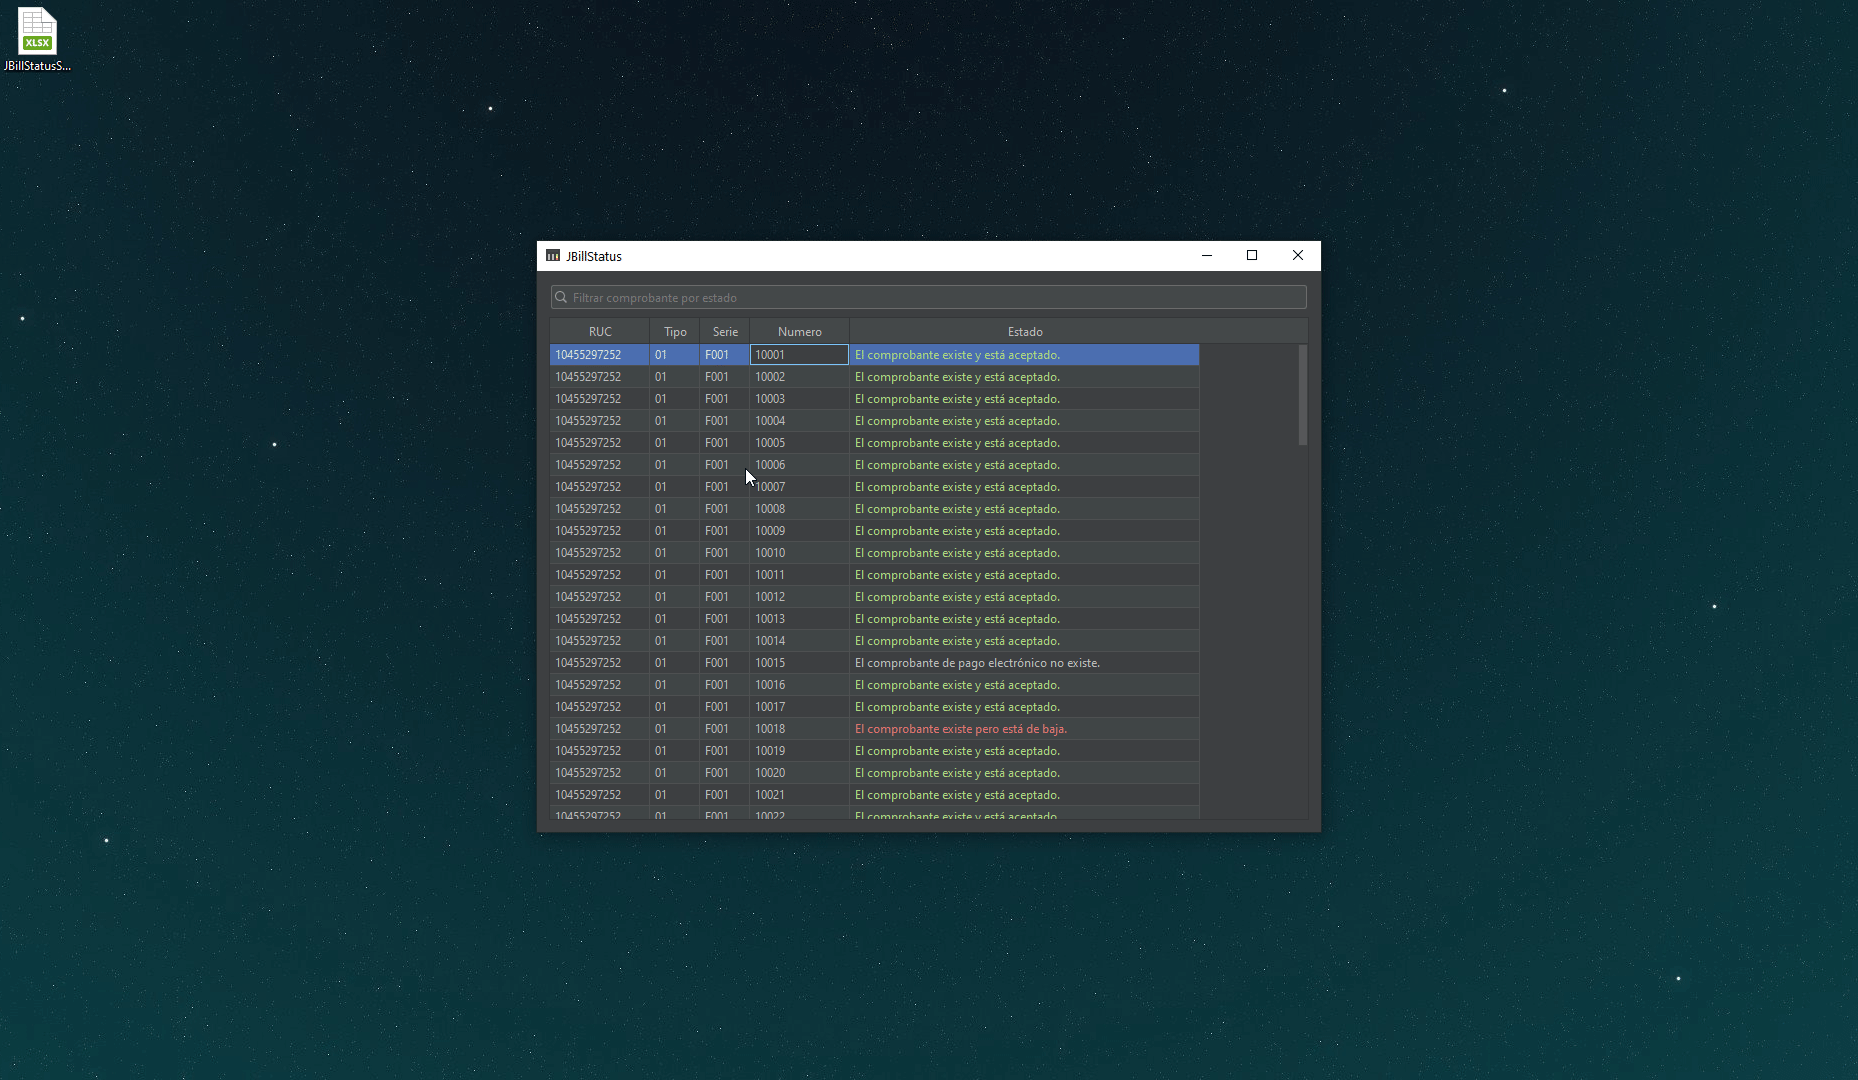 XLSX
JBillStatusS...
JBillStatus
Filtrar comprobante por estado
RUC Tipo Serie Numero Estado
10455297252 01 F001 10001 El comprobante existe y está aceptado.
10455297252 01 F001 10002 El comprobante existe y está aceptado.
10455297252 01 F001 10003 El comprobante existe y está aceptado.
10455297252 01 F001 10004 El comprobante existe y está aceptado.
10455297252 01 F001 10005 El comprobante existe y está aceptado.
10455297252 01 F001 10006 El comprobante existe y está aceptado.
10455297252 01 F001 10007 El comprobante existe y está aceptado.
10455297252 01 F001 10008 El comprobante existe y está aceptado.
10455297252 01 F001 10009 El comprobante existe y está aceptado.
10455297252 01 F001 10010 El comprobante existe y está aceptado.
10455297252 01 F001 10011 El comprobante existe y está aceptado.
10455297252 01 F001 10012 El comprobante existe y está aceptado.
10455297252 01 F001 10013 El comprobante existe y está aceptado.
10455297252 01 F001 10014 El comprobante existe y está aceptado.
10455297252 01 F001 10015 El comprobante de pago electrónico no existe.
10455297252 01 F001 10016 El comprobante existe y está aceptado.
10455297252 01 F001 10017 El comprobante existe y está aceptado.
10455297252 01 F001 10018 El comprobante existe pero está de baja.
10455297252 01 F001 10019 El comprobante existe y está aceptado.
10455297252 01 F001 10020 El comprobante existe y está aceptado.
10455297252 01 F001 10021 El comprobante existe y está aceptado.
10455297252 01 F001 10022 El comprobante existe y está aceptado.